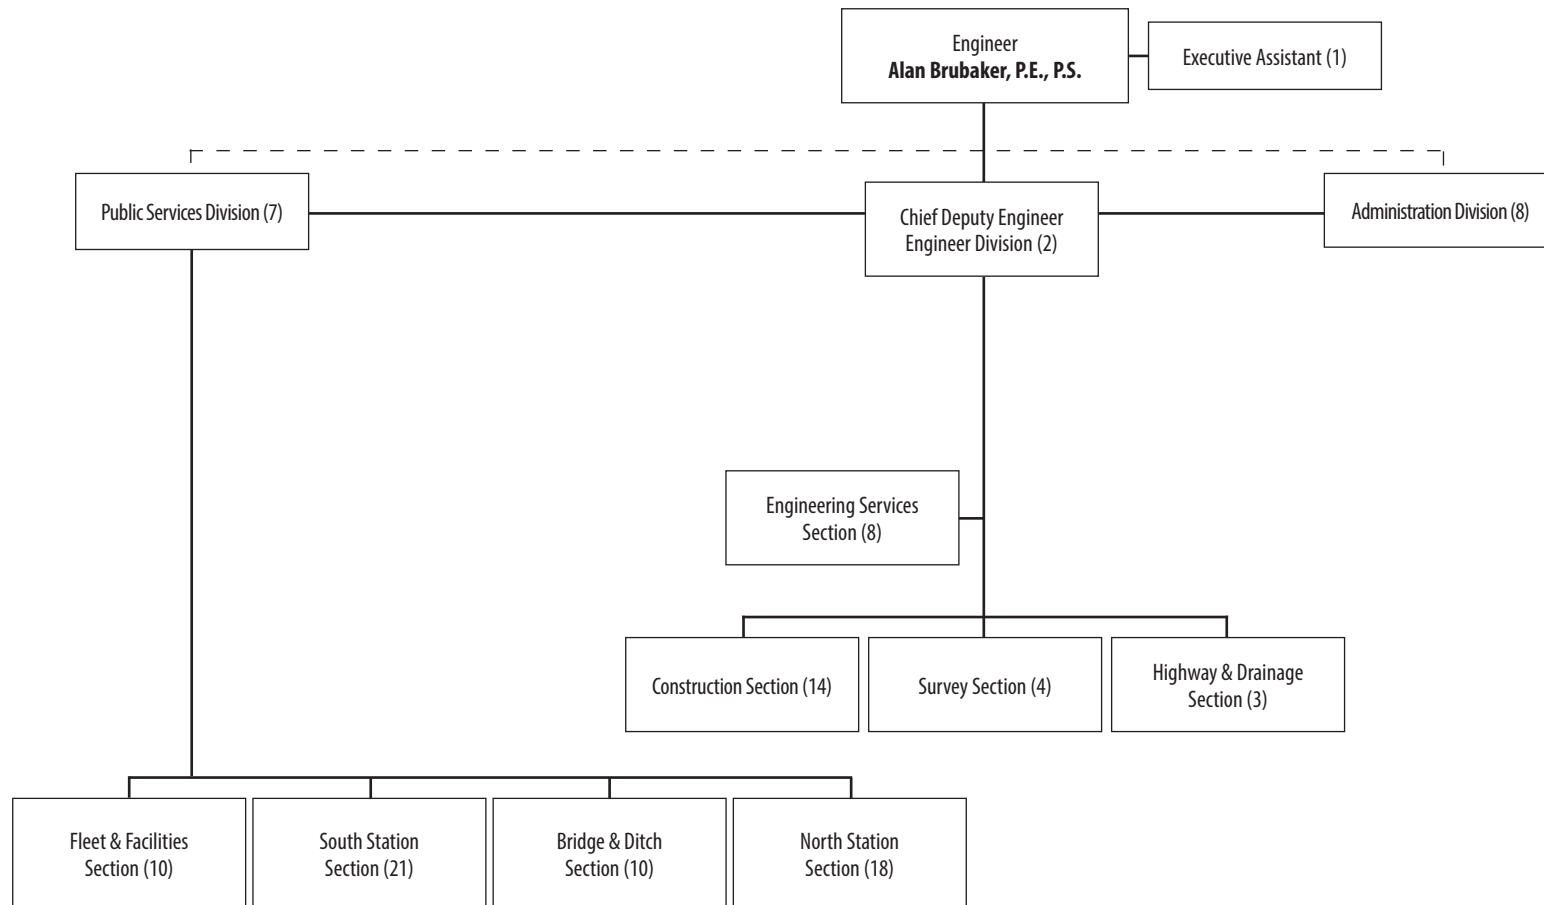 Engineer
Alan Brubaker, P.E., P.S.
Executive Assistant (1)
Public Services Division (7)
Chief Deputy Engineer
Engineer Division (2)
Administration Division (8)
Engineering Services
Section (8)
Construction Section (14)
Survey Section (4)
Highway & Drainage
Section (3)
Fleet & Facilities
Section (10)
South Station
Section (21)
Bridge & Ditch
Section (10)
North Station
Section (18)